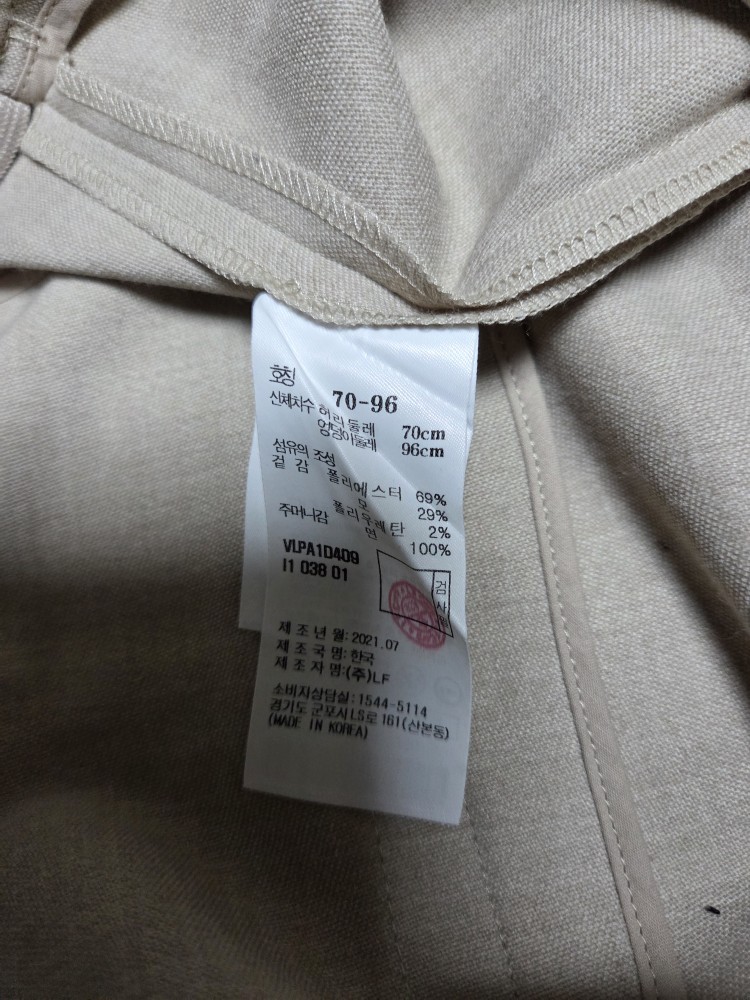 호칭 70-96
신체치수 허리둘레 70cm
엉덩이둘레 96cm
섬유의 조성
겉 감 폴리에스터 69%
모 29%
폴리우레탄 2%
주머니감 면 100%
VLPA1D409
I1 038 01
검사
제 조 년 월: 2021.07
제 조 국 명: 한국
제 조 자 명: (주)LF
소비자상담실: 1544-5114
경기도 군포시 LS로 161(산본동)
(MADE IN KOREA)